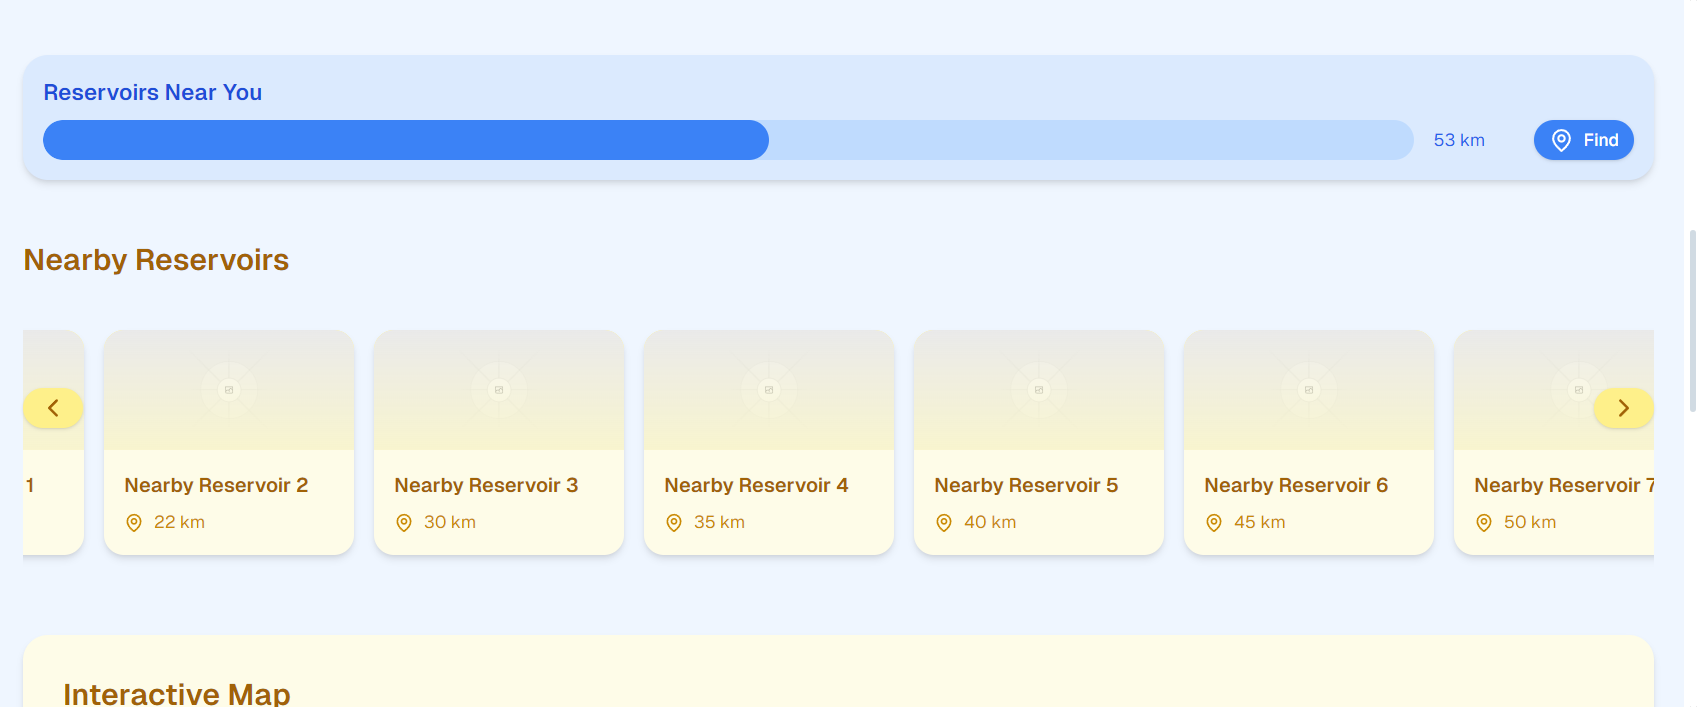 Reservoirs Near You
53 km
Find
Nearby Reservoirs
1
Nearby Reservoir 2
22 km
Nearby Reservoir 3
30 km
Nearby Reservoir 4
35 km
Nearby Reservoir 5
40 km
Nearby Reservoir 6
45 km
Nearby Reservoir 7
50 km
Interactive Map